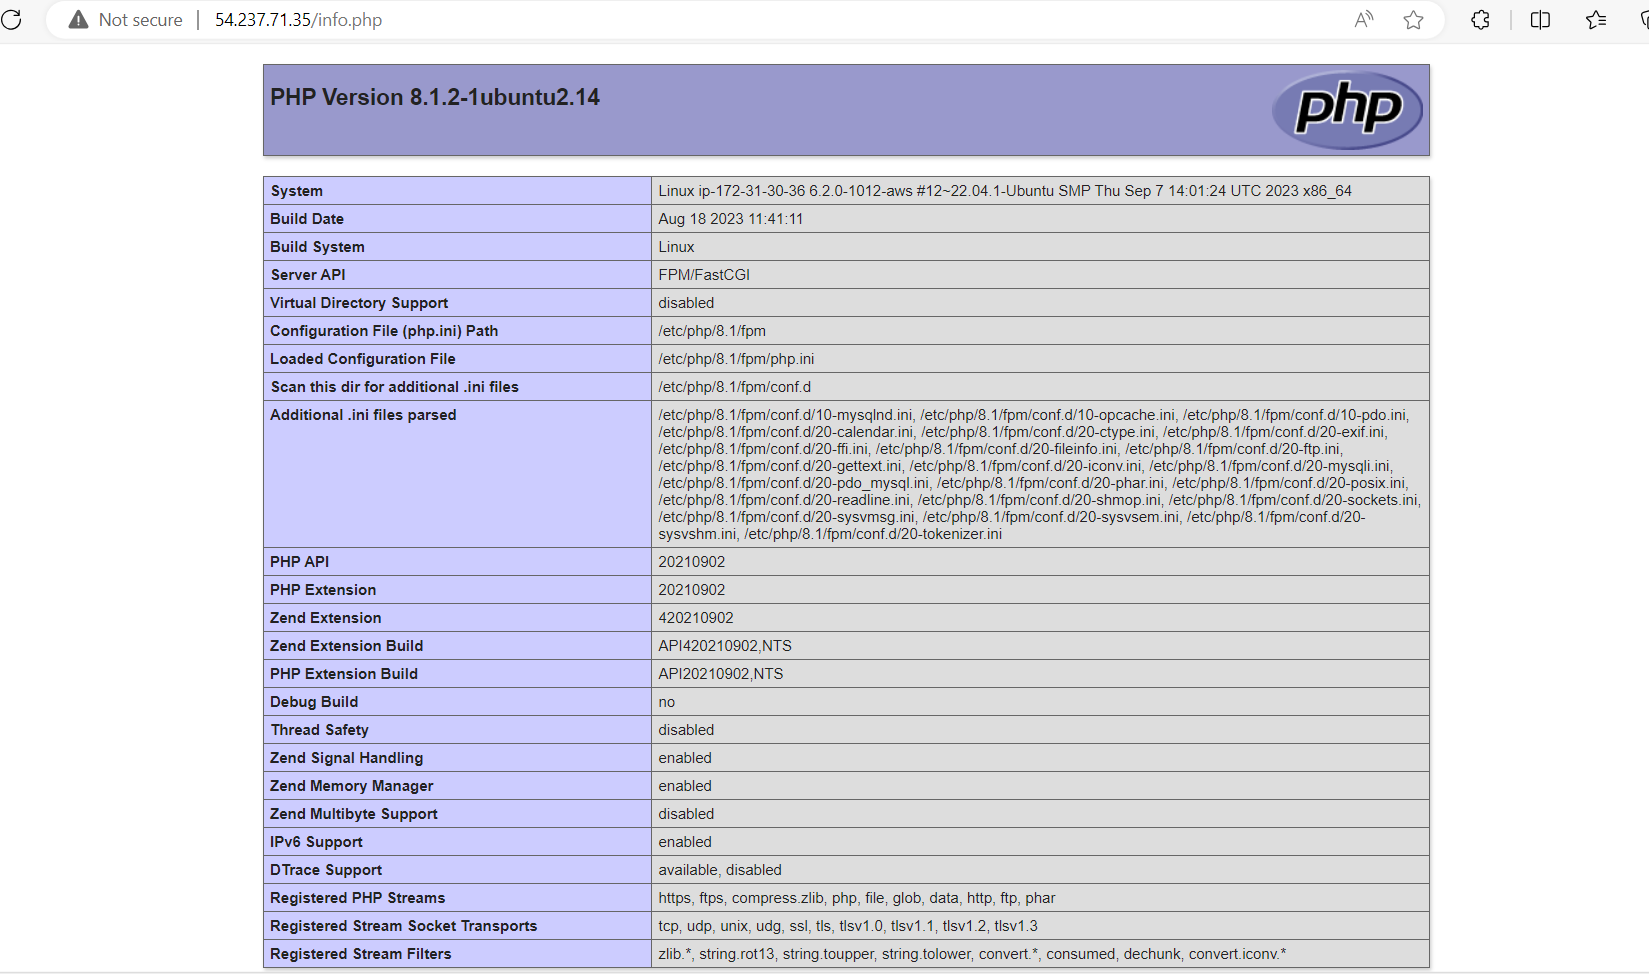 Not secure 54.237.71.35/info.php
PHP Version 8.1.2-1ubuntu2.14
php
System Linux ip-172-31-30-36 6.2.0-1012-aws #12~22.04.1-Ubuntu SMP Thu Sep 7 14:01:24 UTC 2023 x86_64
Build Date Aug 18 2023 11:41:11
Build System Linux
Server API FPM/FastCGI
Virtual Directory Support disabled
Configuration File (php.ini) Path /etc/php/8.1/fpm
Loaded Configuration File /etc/php/8.1/fpm/php.ini
Scan this dir for additional .ini files /etc/php/8.1/fpm/conf.d
Additional .ini files parsed /etc/php/8.1/fpm/conf.d/10-mysqlnd.ini, /etc/php/8.1/fpm/conf.d/10-opcache.ini, /etc/php/8.1/fpm/conf.d/10-pdo.ini,
/etc/php/8.1/fpm/conf.d/20-calendar.ini, /etc/php/8.1/fpm/conf.d/20-ctype.ini, /etc/php/8.1/fpm/conf.d/20-exif.ini,
/etc/php/8.1/fpm/conf.d/20-ffi.ini, /etc/php/8.1/fpm/conf.d/20-fileinfo.ini, /etc/php/8.1/fpm/conf.d/20-ftp.ini,
/etc/php/8.1/fpm/conf.d/20-gettext.ini, /etc/php/8.1/fpm/conf.d/20-iconv.ini, /etc/php/8.1/fpm/conf.d/20-mysqli.ini,
/etc/php/8.1/fpm/conf.d/20-pdo_mysql.ini, /etc/php/8.1/fpm/conf.d/20-phar.ini, /etc/php/8.1/fpm/conf.d/20-posix.ini,
/etc/php/8.1/fpm/conf.d/20-readline.ini, /etc/php/8.1/fpm/conf.d/20-shmop.ini, /etc/php/8.1/fpm/conf.d/20-sockets.ini,
/etc/php/8.1/fpm/conf.d/20-sysvmsg.ini, /etc/php/8.1/fpm/conf.d/20-sysvsem.ini, /etc/php/8.1/fpm/conf.d/20-
sysvshm.ini, /etc/php/8.1/fpm/conf.d/20-tokenizer.ini
PHP API 20210902
PHP Extension 20210902
Zend Extension 420210902
Zend Extension Build API420210902,NTS
PHP Extension Build API20210902,NTS
Debug Build no
Thread Safety disabled
Zend Signal Handling enabled
Zend Memory Manager enabled
Zend Multibyte Support disabled
IPv6 Support enabled
DTrace Support available, disabled
Registered PHP Streams https, ftps, compress.zlib, php, file, glob, data, http, ftp, phar
Registered Stream Socket Transports tcp, udp, unix, udg, ssl, tls, tlsv1.0, tlsv1.1, tlsv1.2, tlsv1.3
Registered Stream Filters zlib.*, string.rot13, string.toupper, string.tolower, convert.*, consumed, dechunk, convert.iconv.*